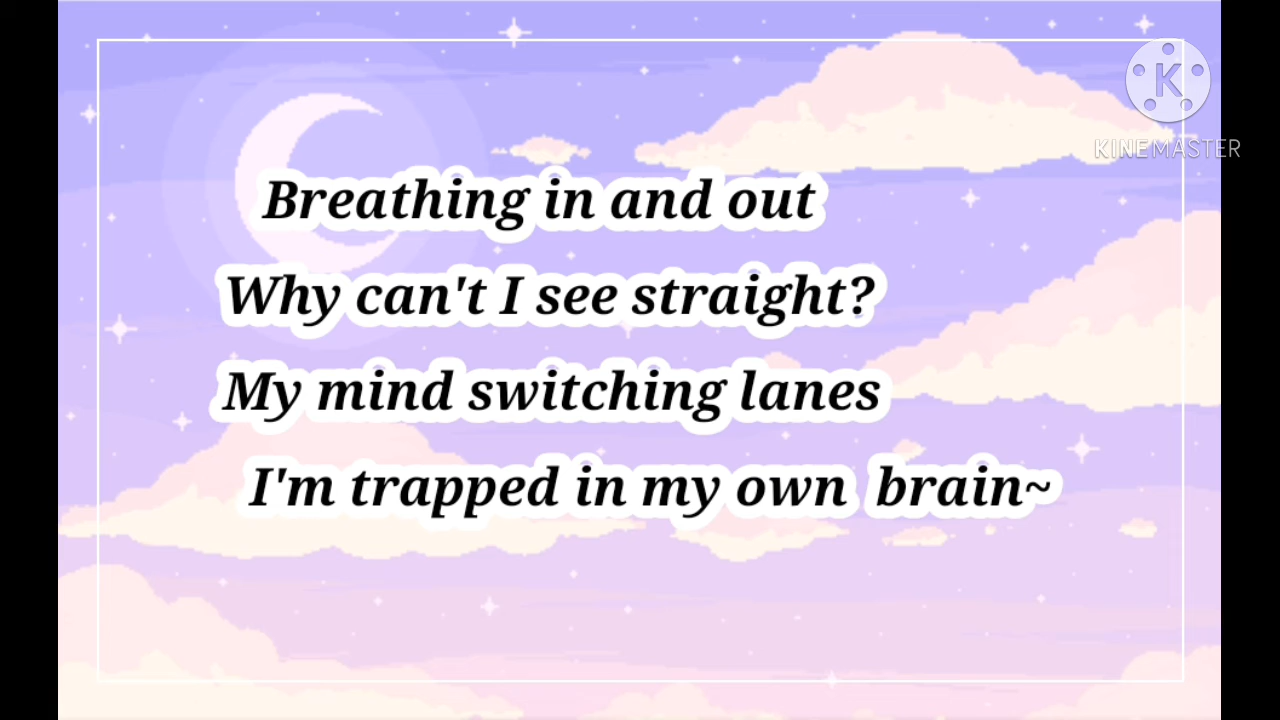 K
KINEMASTER
Breathing in and out
Why can't I see straight?
My mind switching lanes
I'm trapped in my own  brain~